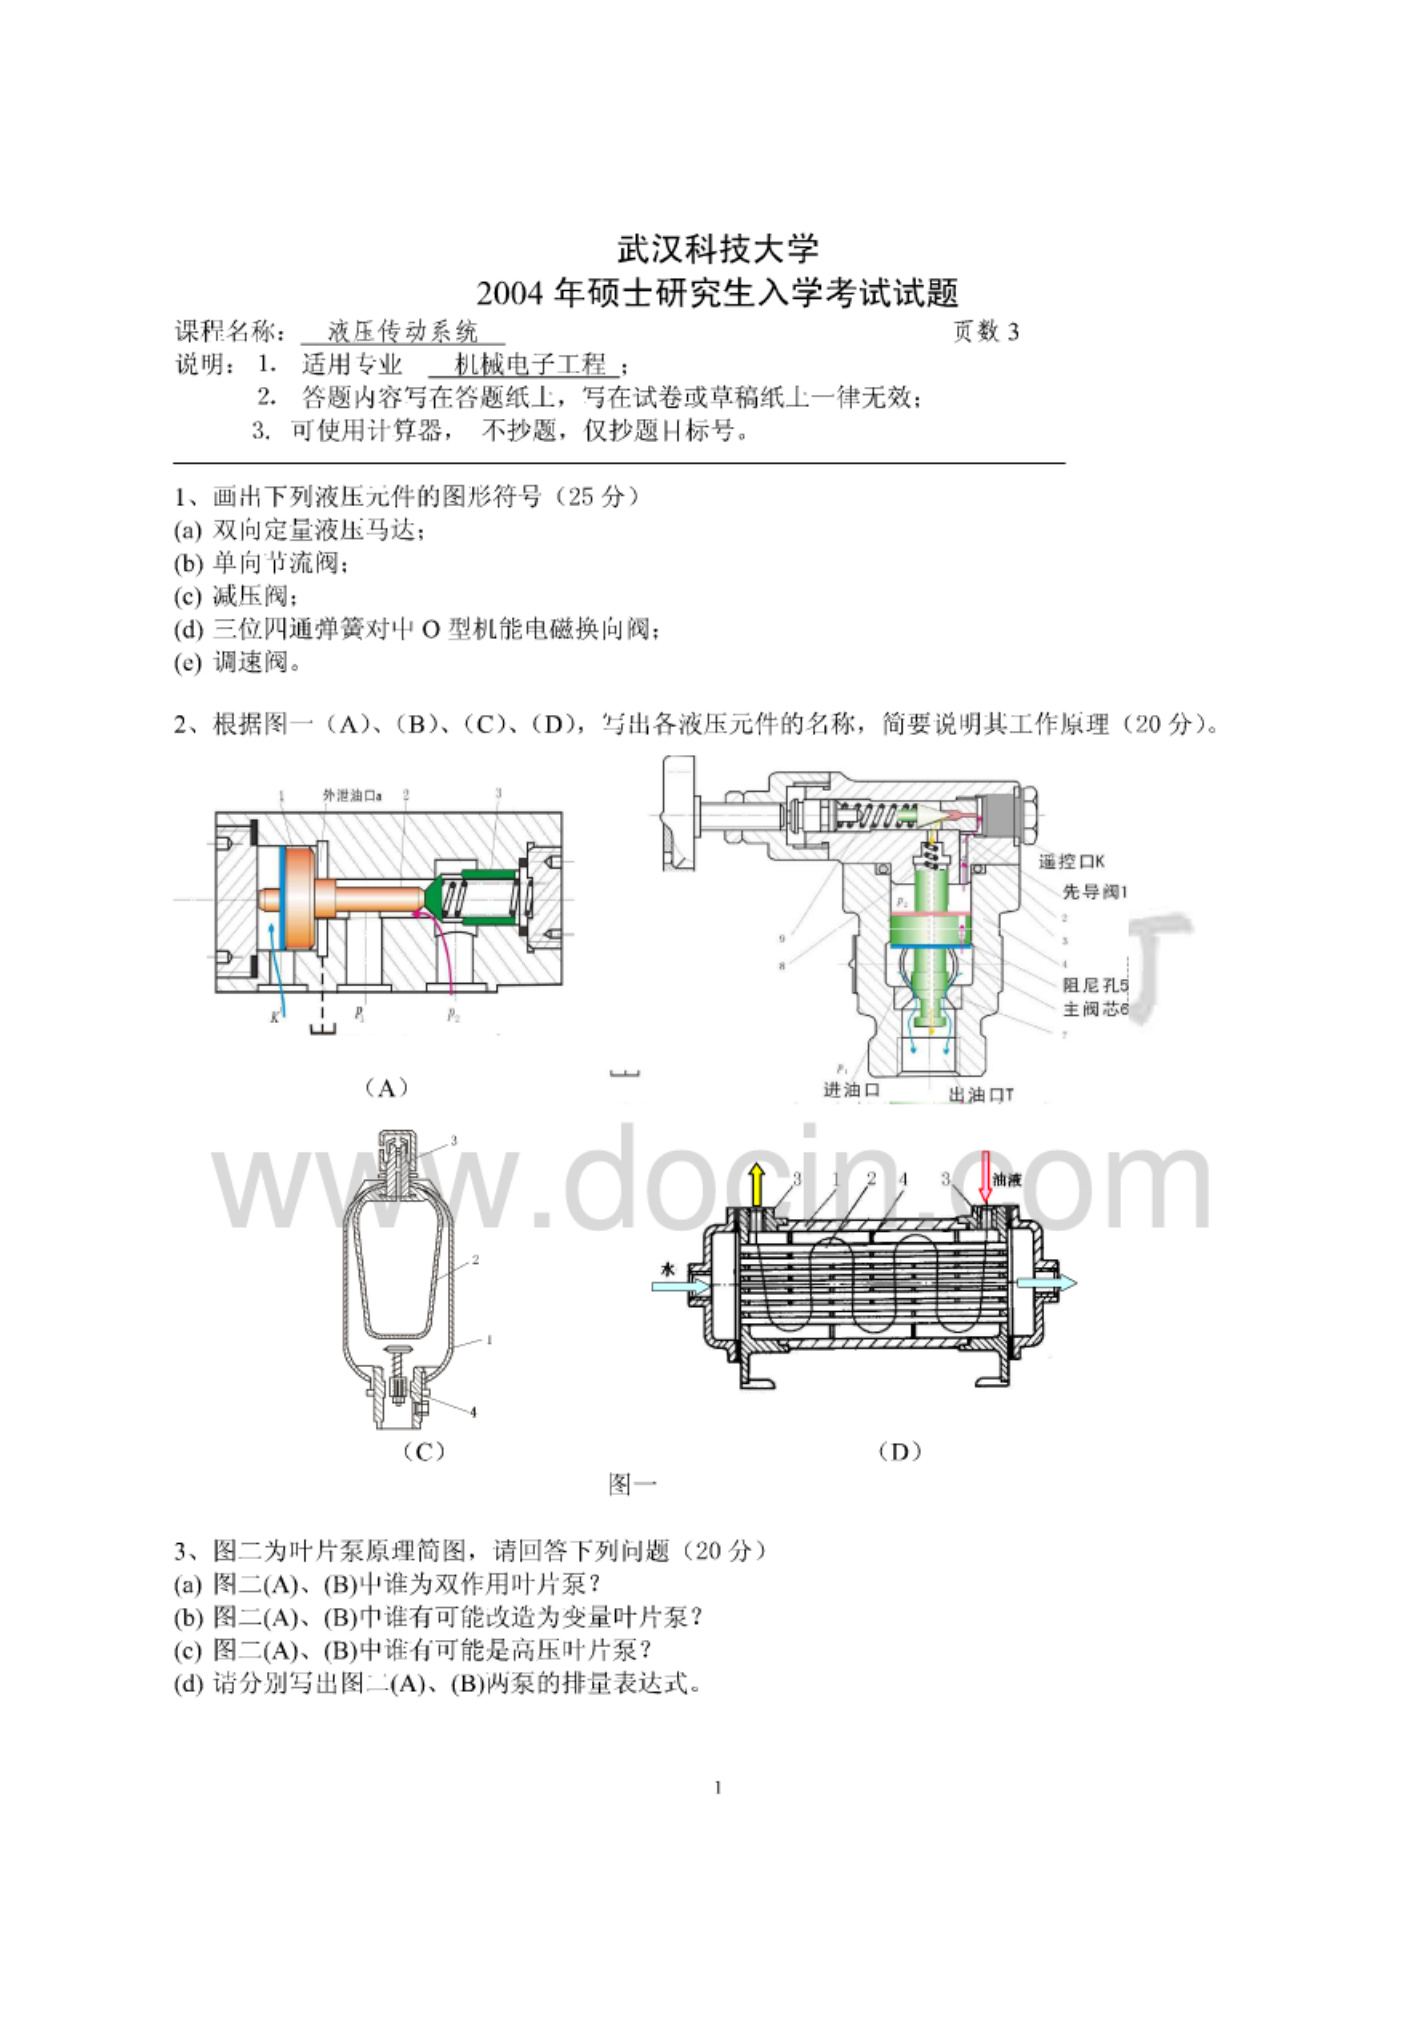 武汉科技大学
2004 年硕士研究生入学考试试题
课程名称： 液压传动系统 页数 3
说明： 1. 适用专业 机械电子工程 ；
2. 答题内容写在答题纸上，写在试卷或草稿纸上一律无效；
3. 可使用计算器， 不抄题，仅抄题目标号。
1、画出下列液压元件的图形符号（25 分）
(a) 双向定量液压马达；
(b) 单向节流阀；
(c) 减压阀；
(d) 三位四通弹簧对中 O 型机能电磁换向阀；
(e) 调速阀。
2、根据图一（A）、（B）、（C）、（D），写出各液压元件的名称，简要说明其工作原理（20 分）。
1 外泄油口a 2 3
K P1 P2
（A）
遥控口K
先导阀1
P2
2
9
3
8
4
阻尼孔5
主阀芯6
7
P1
进油口 出油口T
www.docin.com
3
2
1
4
（C）
3 1 2 4 3 油液
水
（D）
图一
3、图二为叶片泵原理简图，请回答下列问题（20 分）
(a) 图二(A)、(B)中谁为双作用叶片泵？
(b) 图二(A)、(B)中谁有可能改造为变量叶片泵？
(c) 图二(A)、(B)中谁有可能是高压叶片泵？
(d) 请分别写出图二(A)、(B)两泵的排量表达式。
1